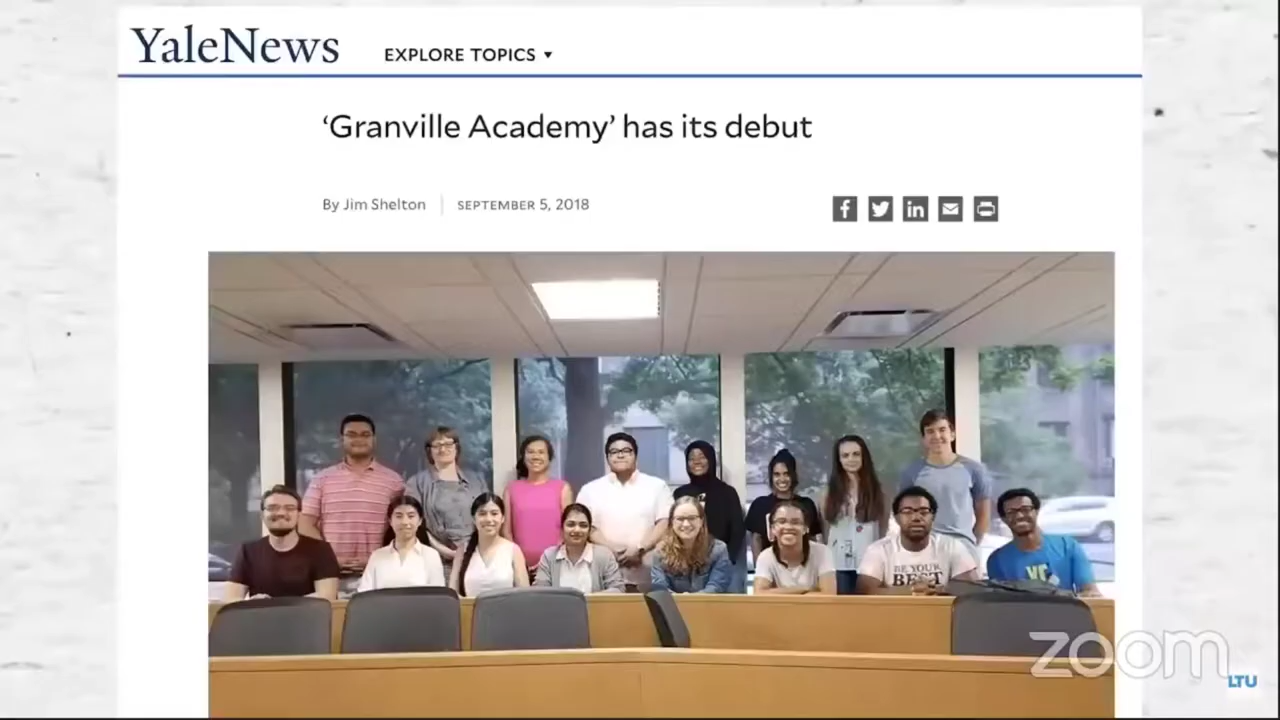 YaleNews
EXPLORE TOPICS
‘Granville Academy’ has its debut
By Jim Shelton
SEPTEMBER 5, 2018
BE YOUR
BEST
VC
zoom
LTU